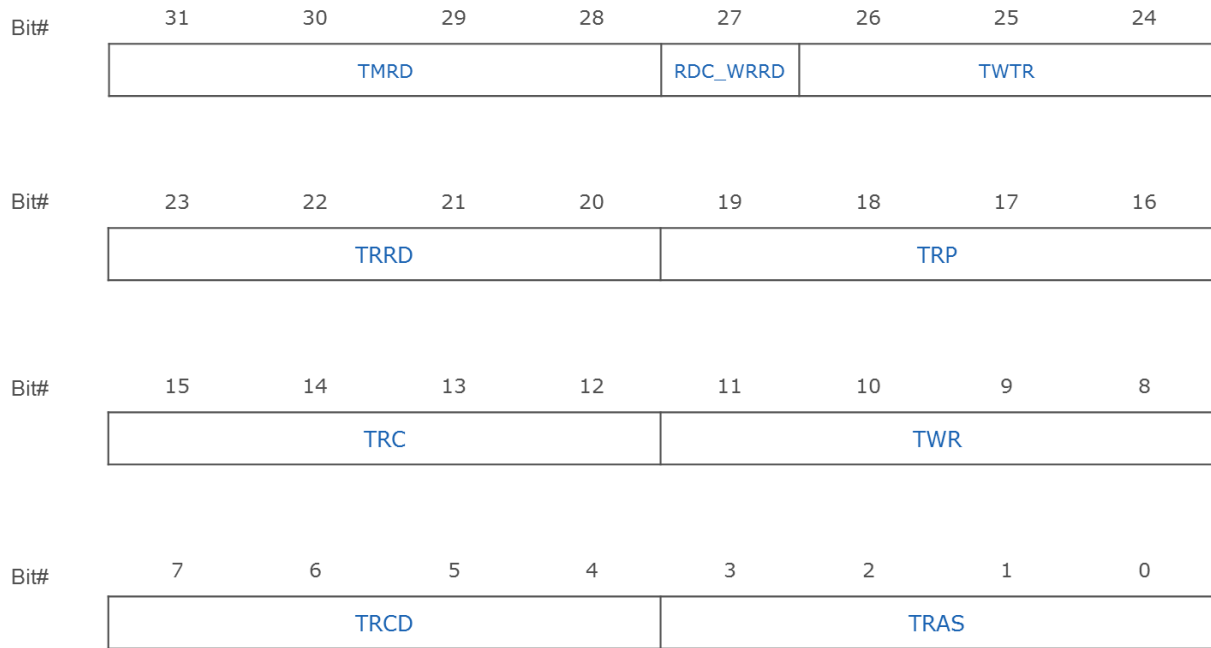 Bit# 31 30 29 28 27 26 25 24
TMRD RDC_WRRD TWTR
Bit# 23 22 21 20 19 18 17 16
TRRD TRP
Bit# 15 14 13 12 11 10 9 8
TRC TWR
Bit# 7 6 5 4 3 2 1 0
TRCD TRAS